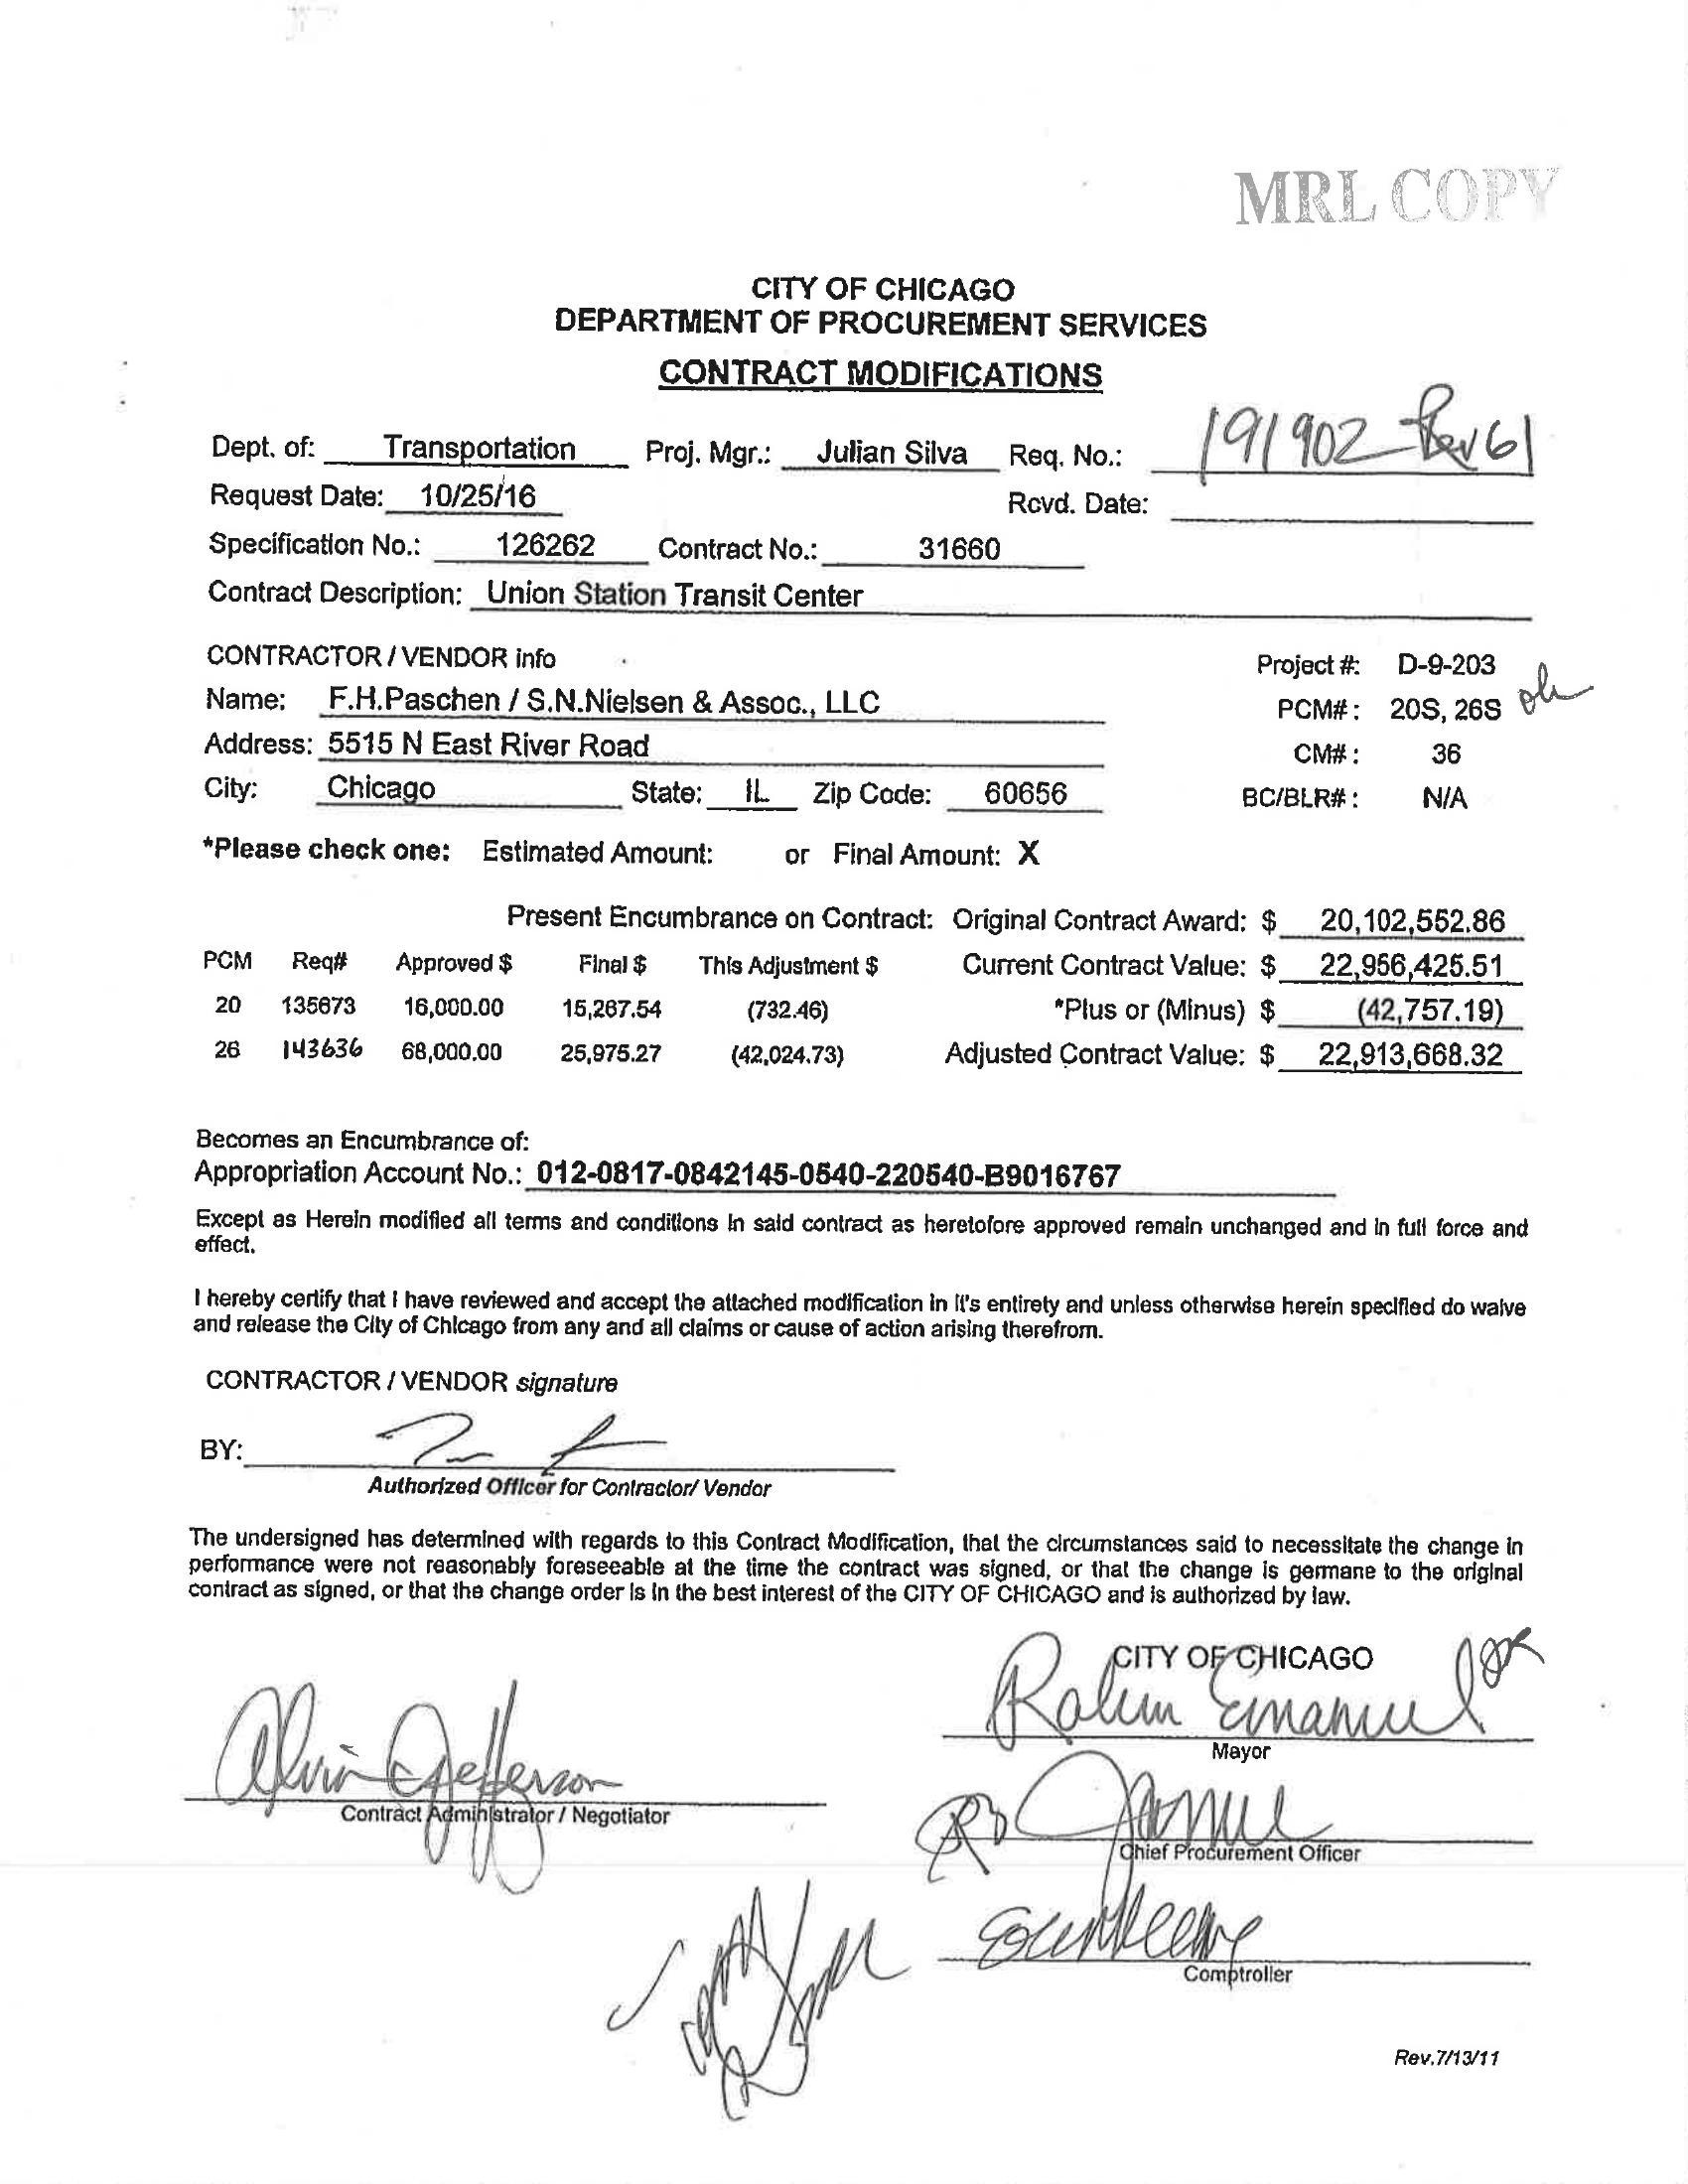 MRL COPY
CITY OF CHICAGO
DEPARTMENT OF PROCUREMENT SERVICES
CONTRACT MODIFICATIONS
Dept. of: Transportation Proj. Mgr.: Julian Silva Req. No.: 191902 Rev 61
Request Date: 10/25/16 Rcvd. Date:
Specification No.: 126262 Contract No.: 31660
Contract Description: Union Station Transit Center
CONTRACTOR / VENDOR info Project #: D-9-203
Name: F.H.Paschen / S.N.Nielsen & Assoc., LLC PCM#: 20S, 26S
Address: 5515 N East River Road CM#: 36
City: Chicago State: IL Zip Code: 60656 BC/BLR#: N/A
*Please check one: Estimated Amount: or Final Amount: X
Present Encumbrance on Contract: Original Contract Award: $ 20,102,552.86
PCM Req# Approved $ Final $ This Adjustment $ Current Contract Value: $ 22,956,425.51
20 135673 16,000.00 15,267.54 (732.46) *Plus or (Minus) $ (42,757.19)
26 143636 68,000.00 25,975.27 (42,024.73) Adjusted Contract Value: $ 22,913,668.32
Becomes an Encumbrance of:
Appropriation Account No.: 012-0817-0842145-0540-220540-B9016767
Except as Herein modified all terms and conditions in said contract as heretofore approved remain unchanged and in full force and
effect.
I hereby certify that I have reviewed and accept the attached modification in it's entirety and unless otherwise herein specified do waive
and release the City of Chicago from any and all claims or cause of action arising therefrom.
CONTRACTOR / VENDOR signature
BY:
Authorized Officer for Contractor/ Vendor
The undersigned has determined with regards to this Contract Modification, that the circumstances said to necessitate the change in
performance were not reasonably foreseeable at the time the contract was signed, or that the change is germane to the original
contract as signed, or that the change order is in the best interest of the CITY OF CHICAGO and is authorized by law.
CITY OF CHICAGO
Rahm Emanuel
Mayor
Alvin Jefferson
Contract Administrator / Negotiator
Chief Procurement Officer
Comptroller
Rev.7/13/11